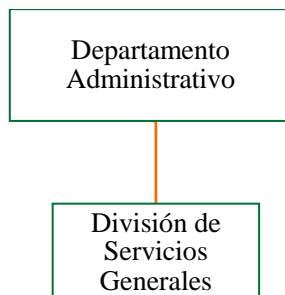 Departamento
Administrativo
División de
Servicios
Generales